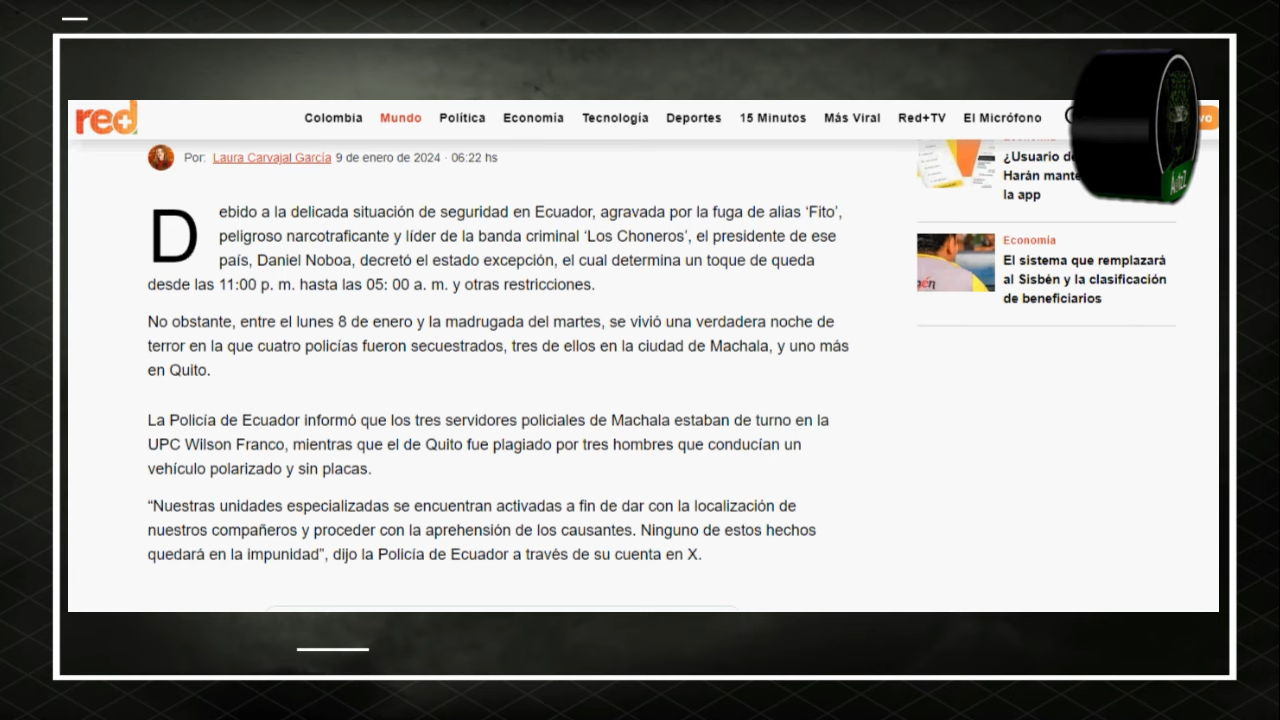 red+
Colombia Mundo Política Economía Tecnología Deportes 15 Minutos Más Viral Red+TV El Micrófono vo
Por: Laura Carvajal García 9 de enero de 2024 · 06:22 hs
Debido a la delicada situación de seguridad en Ecuador, agravada por la fuga de alias ‘Fito’,
peligroso narcotraficante y líder de la banda criminal ‘Los Choneros’, el presidente de ese
país, Daniel Noboa, decretó el estado excepción, el cual determina un toque de queda
desde las 11:00 p. m. hasta las 05: 00 a. m. y otras restricciones.
No obstante, entre el lunes 8 de enero y la madrugada del martes, se vivió una verdadera noche de
terror en la que cuatro policías fueron secuestrados, tres de ellos en la ciudad de Machala, y uno más
en Quito.
La Policía de Ecuador informó que los tres servidores policiales de Machala estaban de turno en la
UPC Wilson Franco, mientras que el de Quito fue plagiado por tres hombres que conducían un
vehículo polarizado y sin placas.
“Nuestras unidades especializadas se encuentran activadas a fin de dar con la localización de
nuestros compañeros y proceder con la aprehensión de los causantes. Ninguno de estos hechos
quedará en la impunidad”, dijo la Policía de Ecuador a través de su cuenta en X.
¿Usuario
Harán
la app
Economía
El sistema que remplazará
al Sisbén y la clasificación
de beneficiarios